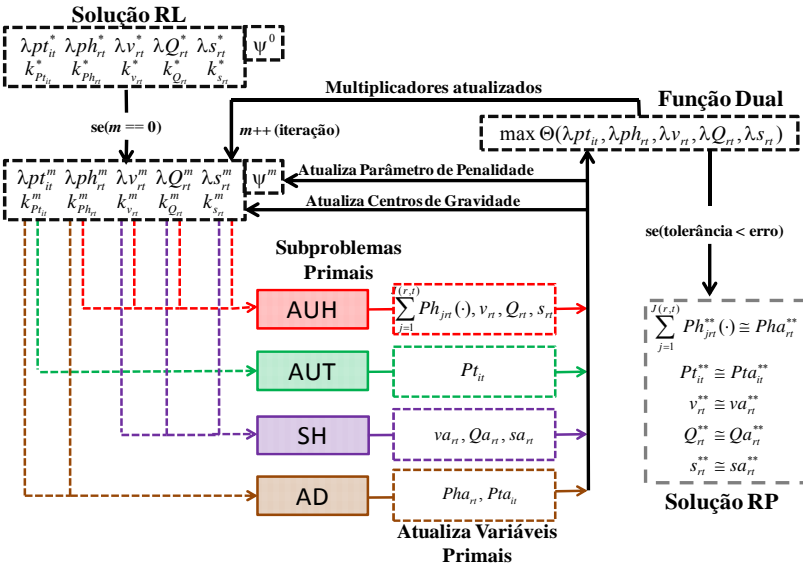 Solução RL
λpt*it λph*rt λv*rt λQ*rt λs*rt ψ⁰
k*Ptit k*Phrt k*vrt k*Qrt k*srt
se(m == 0)
m++ (iteração)
Multiplicadores atualizados
Função Dual
max Θ(λptit, λphrt, λvrt, λQrt, λsrt)
λptᵐit λphᵐrt λvᵐrt λQᵐrt λsᵐrt ψᵐ
kᵐPtit kᵐPhrt kᵐvrt kᵐQrt kᵐsrt
Atualiza Parâmetro de Penalidade
Atualiza Centros de Gravidade
se(tolerância < erro)
Subproblemas
Primais
AUH
J(r,t) ∑ j=1 Phjrt(·), vrt, Qrt, srt
AUT
Ptit
SH
vart, Qart, sart
AD
Phart, Ptait
Atualiza Variáveis
Primais
J(r,t) ∑ j=1 Ph**jrt(·) ≅ Pha**rt
Pt**it ≅ Pta**it
v**rt ≅ va**rt
Q**rt ≅ Qa**rt
s**rt ≅ sa**rt
Solução RP